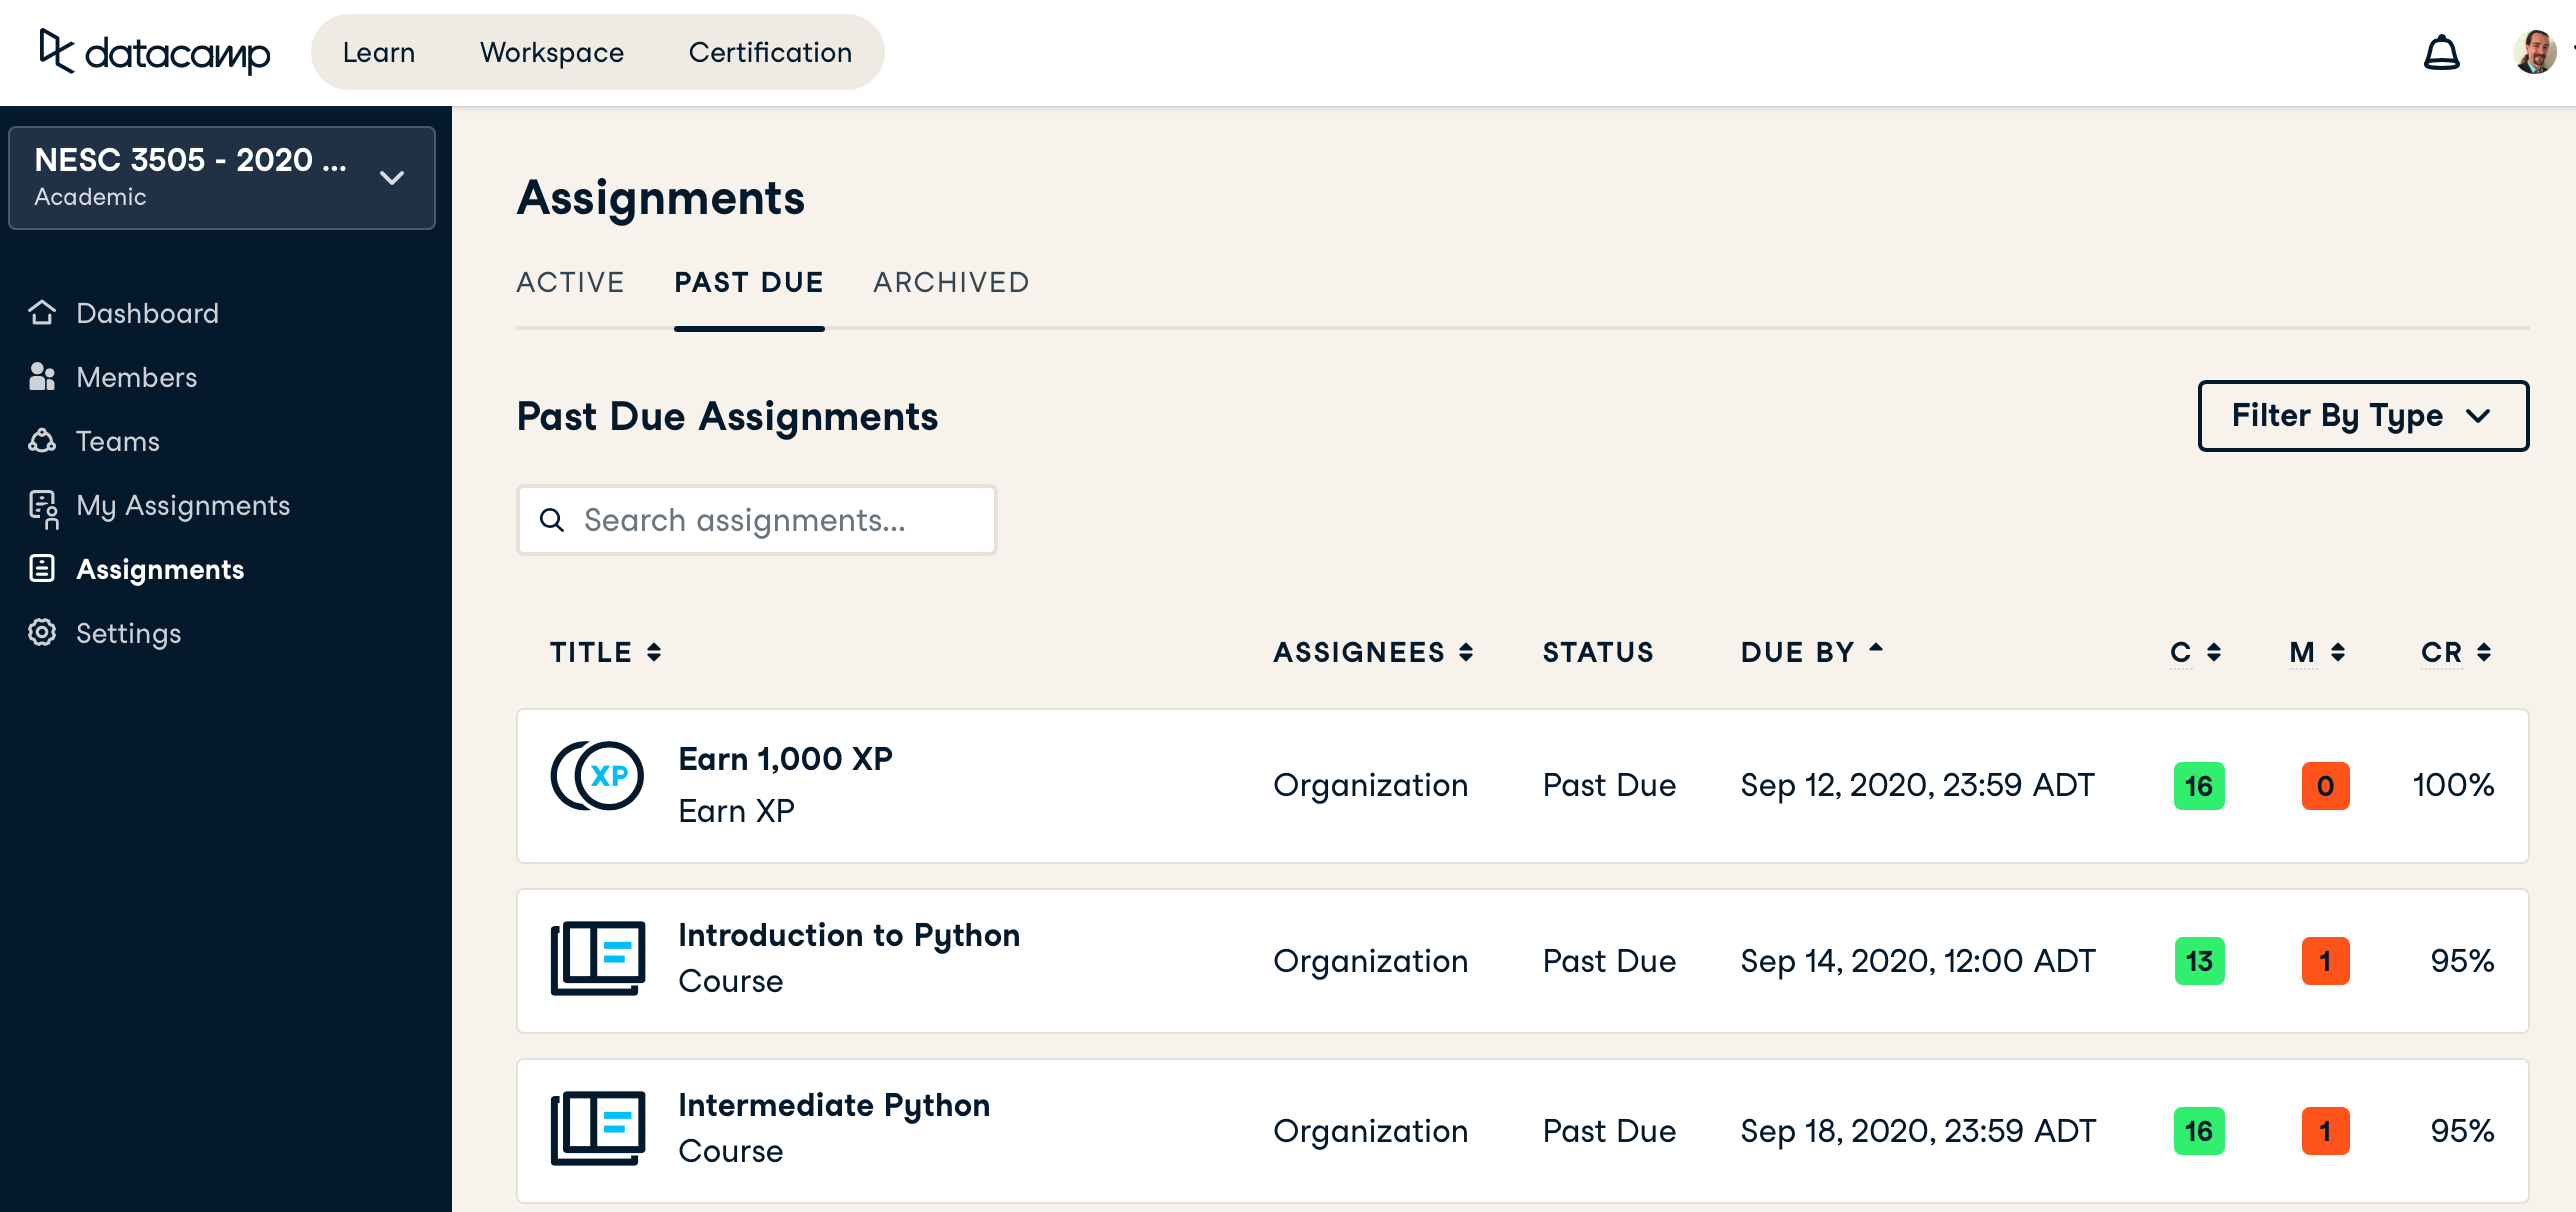 datacamp
Learn Workspace Certification
NESC 3505 - 2020 ...
Academic
Dashboard
Members
Teams
My Assignments
Assignments
Settings
Assignments
ACTIVE PAST DUE ARCHIVED
Past Due Assignments
Filter By Type
Search assignments...
TITLE ASSIGNEES STATUS DUE BY C M CR
XP
Earn 1,000 XP
Earn XP
Organization Past Due Sep 12, 2020, 23:59 ADT 16 0 100%
Introduction to Python
Course
Organization Past Due Sep 14, 2020, 12:00 ADT 13 1 95%
Intermediate Python
Course
Organization Past Due Sep 18, 2020, 23:59 ADT 16 1 95%